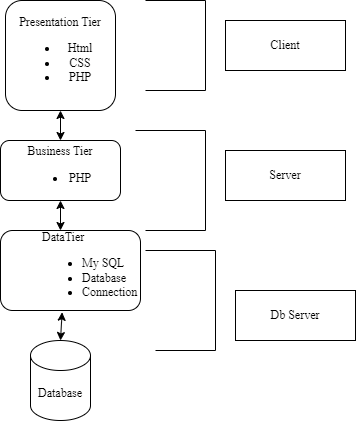 Presentation Tier
• Html
• CSS
• PHP
Client
Business Tier
• PHP
Server
DataTier
• My SQL
• Database
• Connection
Db Server
Database